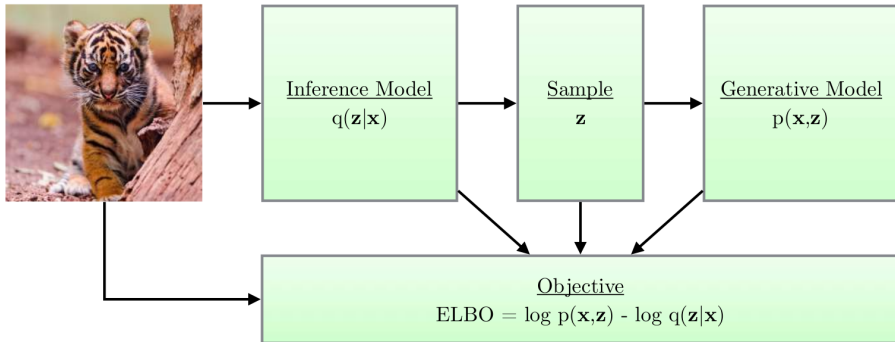 Inference Model
q(z|x)
Sample
z
Generative Model
p(x,z)
Objective
ELBO = log p(x,z) - log q(z|x)